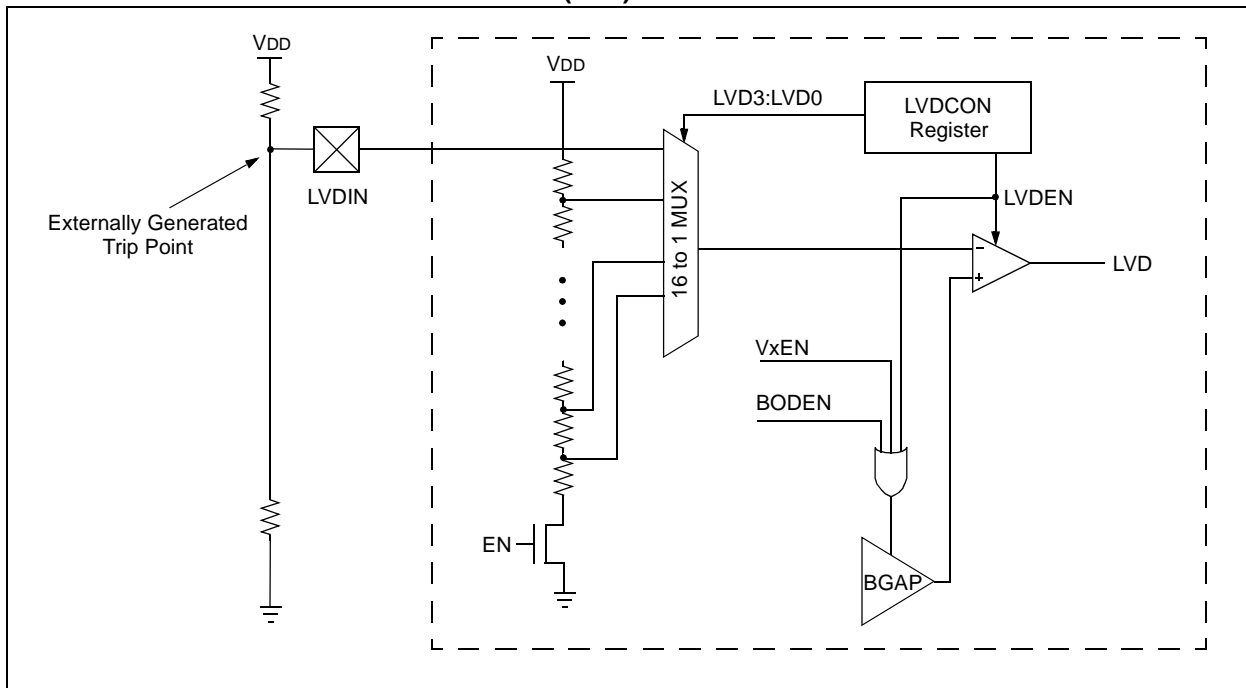 VDD
VDD
LVD3:LVD0
LVDCON
Register
LVDIN
Externally Generated
Trip Point
16 to 1 MUX
LVDEN
-
+
LVD
VxEN
BODEN
EN
BGAP